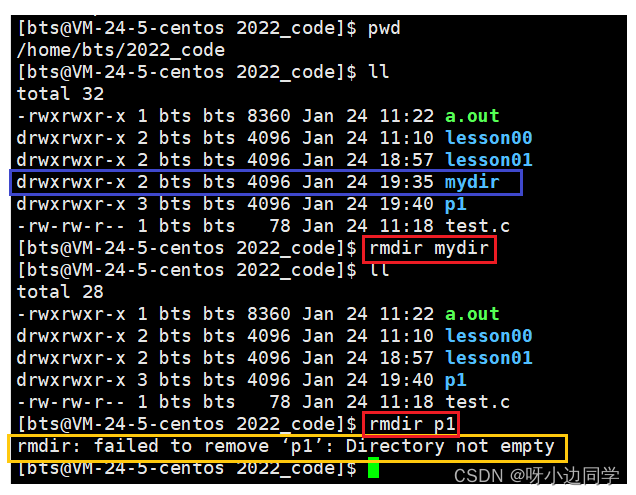 [bts@VM-24-5-centos 2022_code]$ pwd
/home/bts/2022_code
[bts@VM-24-5-centos 2022_code]$ ll
total 32
-rwxrwxr-x 1 bts bts 8360 Jan 24 11:22 a.out
drwxrwxr-x 2 bts bts 4096 Jan 24 11:10 lesson00
drwxrwxr-x 2 bts bts 4096 Jan 24 18:57 lesson01
drwxrwxr-x 2 bts bts 4096 Jan 24 19:35 mydir
drwxrwxr-x 3 bts bts 4096 Jan 24 19:40 p1
-rw-rw-r-- 1 bts bts   78 Jan 24 11:18 test.c
[bts@VM-24-5-centos 2022_code]$ rmdir mydir
[bts@VM-24-5-centos 2022_code]$ ll
total 28
-rwxrwxr-x 1 bts bts 8360 Jan 24 11:22 a.out
drwxrwxr-x 2 bts bts 4096 Jan 24 11:10 lesson00
drwxrwxr-x 2 bts bts 4096 Jan 24 18:57 lesson01
drwxrwxr-x 3 bts bts 4096 Jan 24 19:40 p1
-rw-rw-r-- 1 bts bts   78 Jan 24 11:18 test.c
[bts@VM-24-5-centos 2022_code]$ rmdir p1
rmdir: failed to remove ‘p1’: Directory not empty
[bts@VM-24-5-centos 2022_code]$
CSDN @呀小边同学